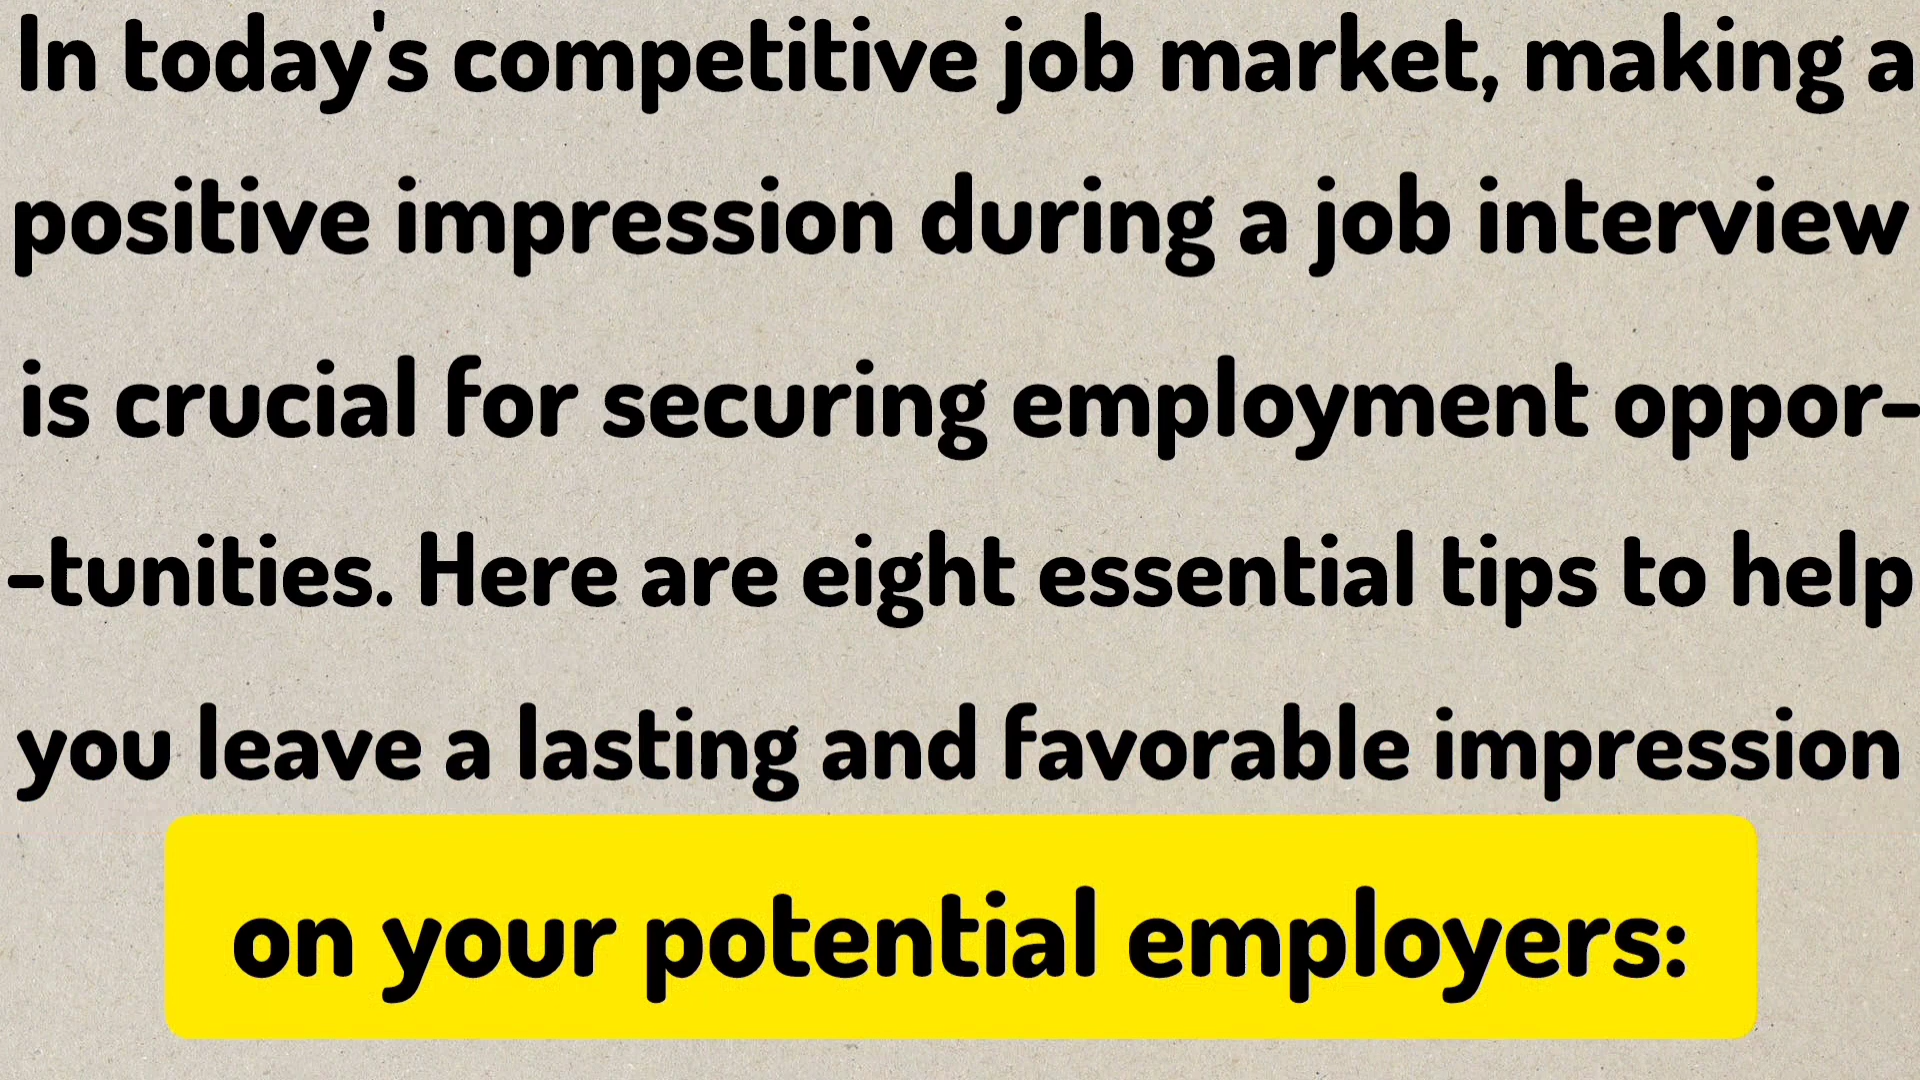 In today's competitive job market, making a
positive impression during a job interview
is crucial for securing employment oppor-
-tunities. Here are eight essential tips to help
you leave a lasting and favorable impression
on your potential employers: